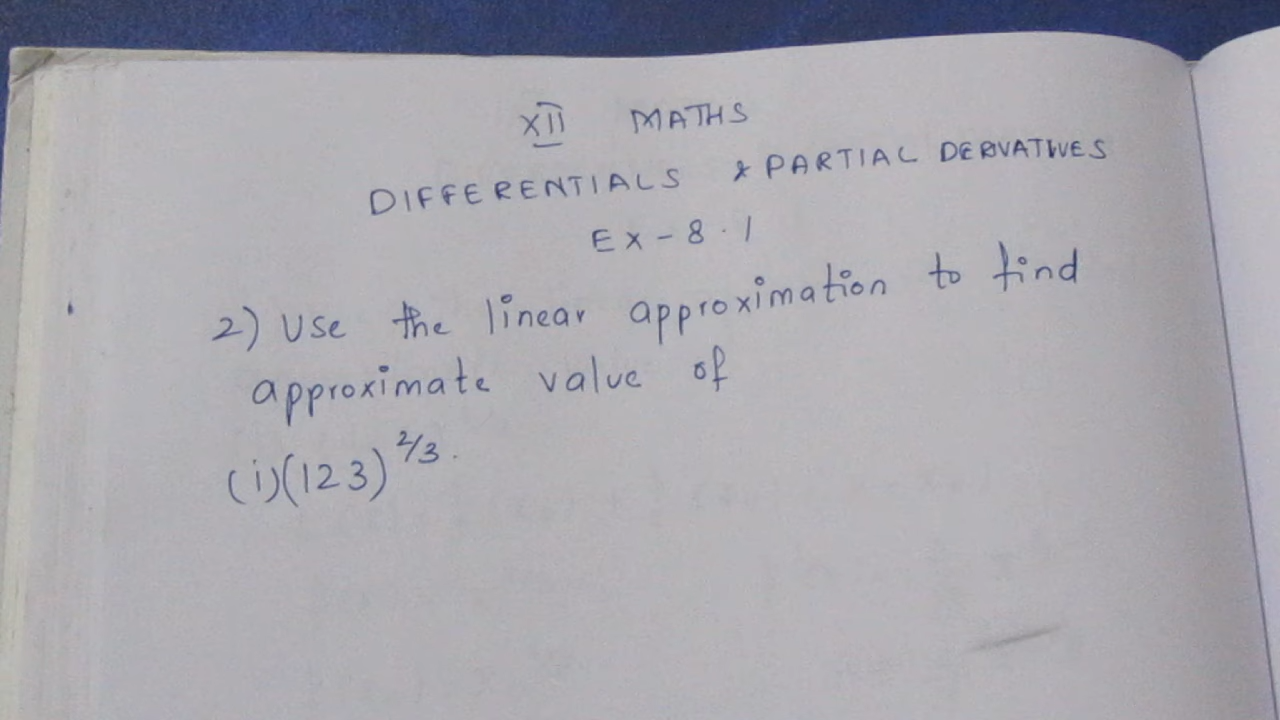 XII MATHS
DIFFERENTIALS & PARTIAL DERVATIVES
EX-8.1
2) Use the linear approximation to find
approximate value of
(i)(123)^2/3.